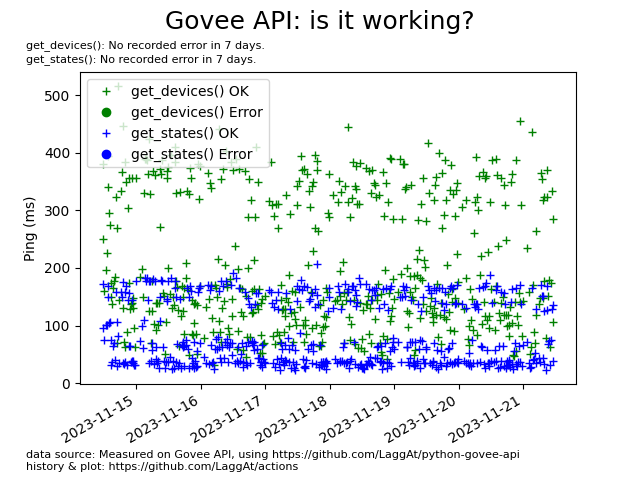 Govee API: is it working?
get_devices(): No recorded error in 7 days.
get_states(): No recorded error in 7 days.
get_devices() OK
get_devices() Error
get_states() OK
get_states() Error
Ping (ms)
500
400
300
200
100
0
2023-11-15
2023-11-16
2023-11-17
2023-11-18
2023-11-19
2023-11-20
2023-11-21
data source: Measured on Govee API, using https://github.com/LaggAt/python-govee-api
history & plot: https://github.com/LaggAt/actions